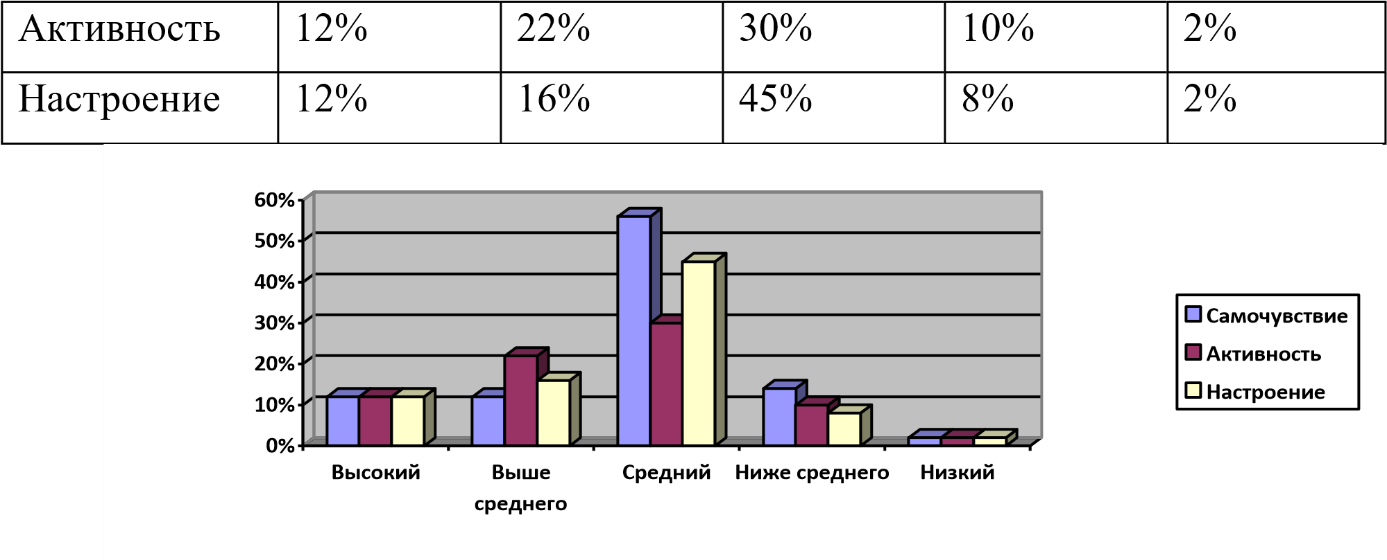 Активность 12% 22% 30% 10% 2%
Настроение 12% 16% 45% 8% 2%
60%
50%
40%
30%
20%
10%
0%
Высокий Выше среднего Средний Ниже среднего Низкий
Самочувствие
Активность
Настроение